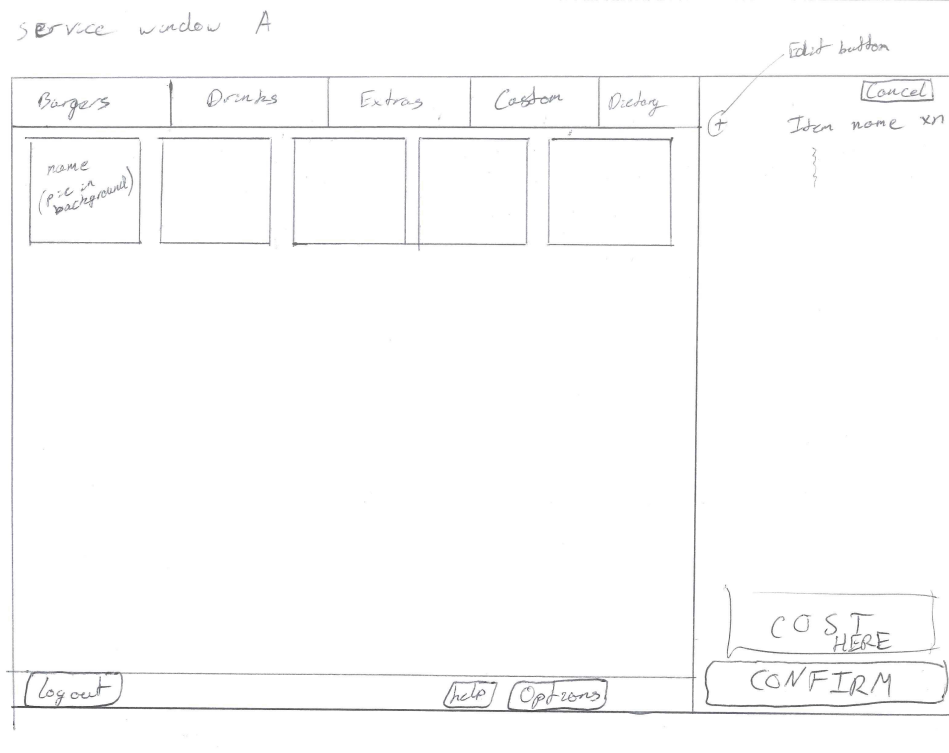 service window A
Edit button
Burgers Drinks Extras Custom Dietary
Cancel
+ Item name xn
name
(pic in
background)
COST
HERE
CONFIRM
logout help Options